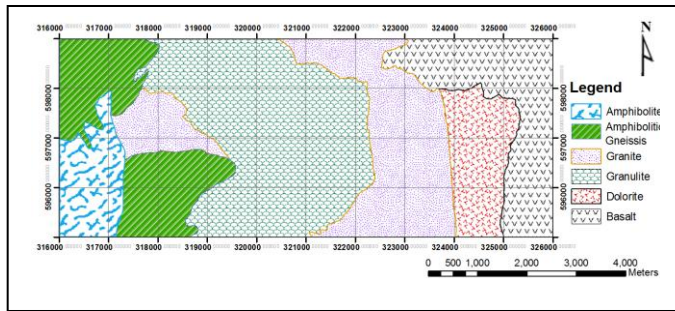 316000 317000 318000 319000 320000 321000 322000 323000 324000 325000 326000
N
598000 598000
597000 597000
596000 596000
Legend
Amphibolite
Amphibolitic
Gneissis
Granite
Granulite
Dolorite
Basalt
316000 317000 318000 319000 320000 321000 322000 323000 324000 325000 326000
0 500 1,000 2,000 3,000 4,000
Meters